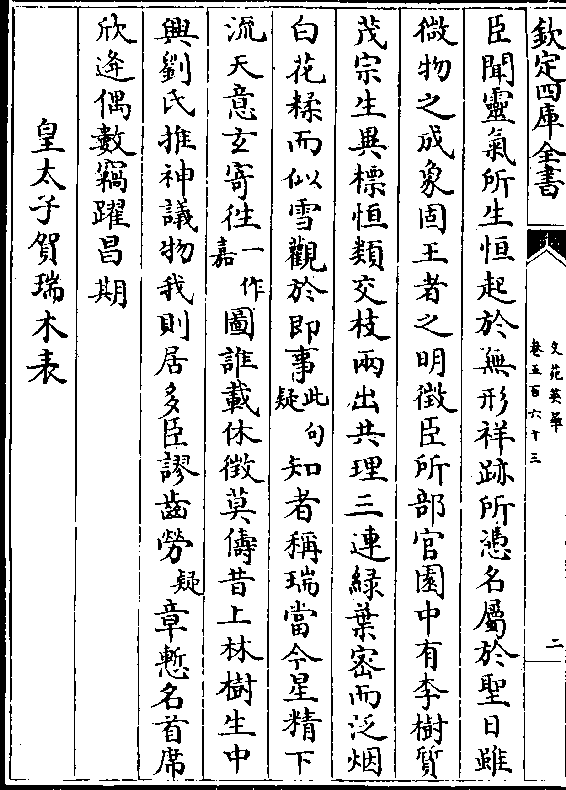 欽定四庫全書
文苑英華
卷五百六十三
二
臣聞靈氣所生恒起於無形祥跡所憑名屬於聖日雖
微物之成象固王者之明徵臣所部官園中有李樹質
茂宗生異標恒類交枝兩出共理三連緑葉密而泛烟
白花糅而似雪觀於即事此句疑知者稱瑞當今星精下
流天意玄寄徃一作嘉圖誰載休徵莫儔昔上林樹生中
興劉氏推神議物我則居多臣謬齒勞疑章慙名首席
欣逢偶數竊躍昌期
皇太子賀瑞木表